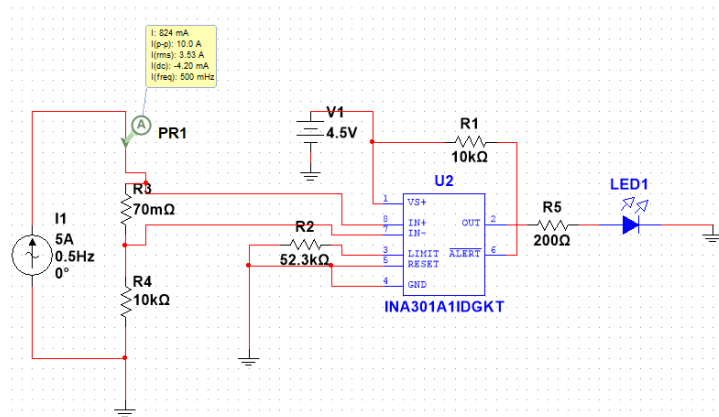 I: 824 mA
I(p-p): 10.0 A
I(rms): 3.53 A
I(dc): -4.20 mA
I(freq): 500 mHz
A
PR1
V1
4.5V
R1
10kΩ
U2
LED1
R3
70mΩ
1
VS+
8
IN+
OUT
2
7
IN-
R5
200Ω
I1
5A
0.5Hz
0°
R2
52.3kΩ
3
LIMIT
ALERT
6
5
RESET
4
GND
R4
10kΩ
INA301A1IDGKT